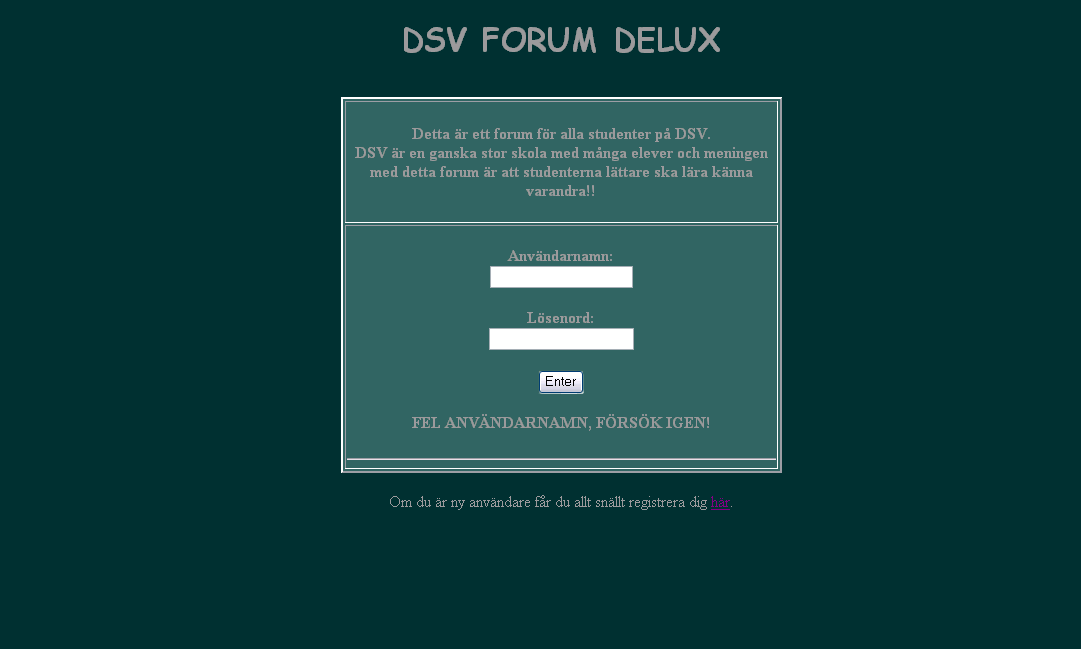 DSV FORUM DELUX
Detta är ett forum för alla studenter på DSV.
DSV är en ganska stor skola med många elever och meningen
med detta forum är att studenterna lättare ska lära känna
varandra!!
Användarnamn:
Lösenord:
Enter
FEL ANVÄNDARNAMN, FÖRSÖK IGEN!
Om du är ny användare får du allt snällt registrera dig här.